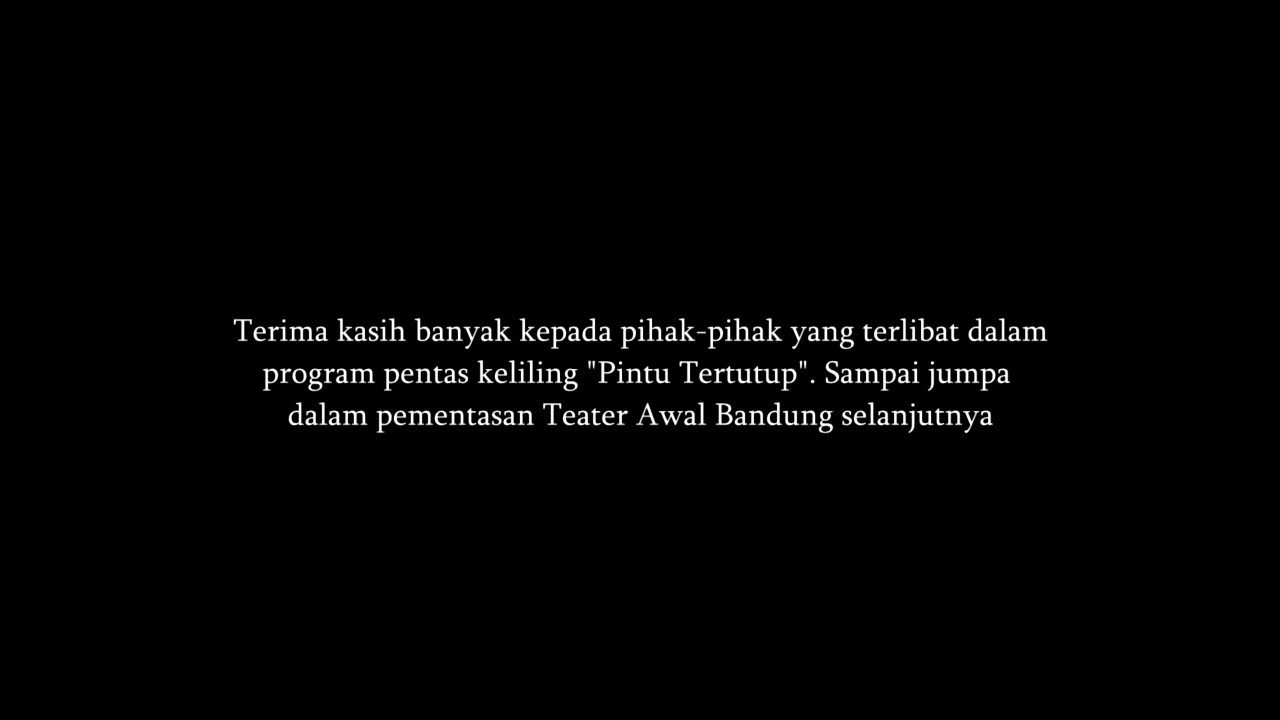 Terima kasih banyak kepada pihak-pihak yang terlibat dalam
program pentas keliling "Pintu Tertutup". Sampai jumpa
dalam pementasan Teater Awal Bandung selanjutnya